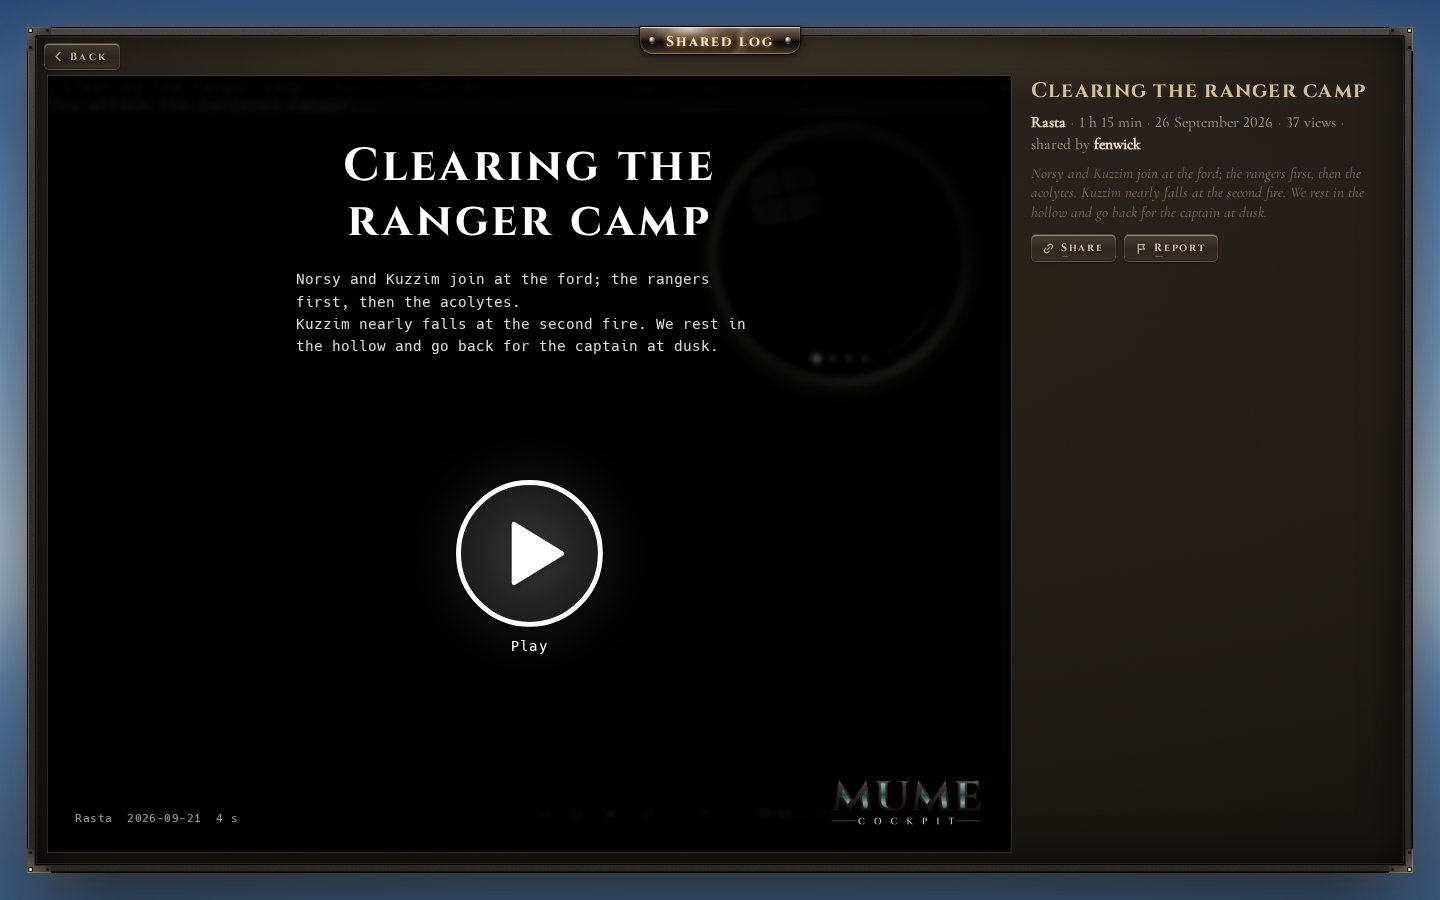 Shared log
Back
Clearing the
ranger camp
Norsy and Kuzzim join at the ford; the rangers
first, then the acolytes.
Kuzzim nearly falls at the second fire. We rest in
the hollow and go back for the captain at dusk.
Play
Rasta 2026-09-21 4 s
MUME
COCKPIT
Clearing the ranger camp
Rasta · 1 h 15 min · 26 September 2026 · 37 views ·
shared by fenwick
Norsy and Kuzzim join at the ford; the rangers first, then the
acolytes. Kuzzim nearly falls at the second fire. We rest in the
hollow and go back for the captain at dusk.
Share
Report